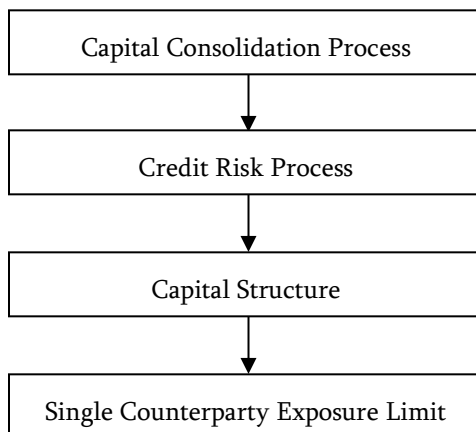 Capital Consolidation Process
Credit Risk Process
Capital Structure
Single Counterparty Exposure Limit